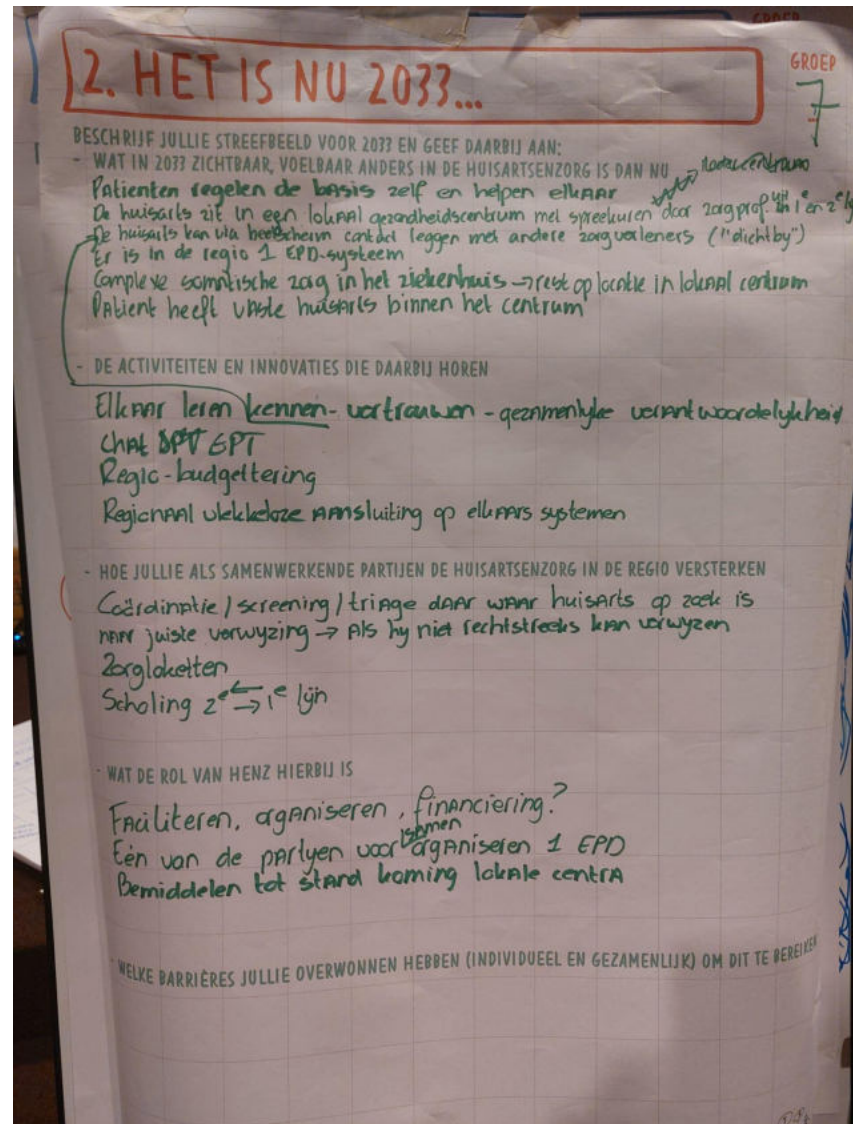 2. HET IS NU 2033...
GROEP
7
BESCHRIJF JULLIE STREEFBEELD VOOR 2033 EN GEEF DAARBIJ AAN:
- WAT IN 2033 ZICHTBAAR, VOELBAAR ANDERS IN DE HUISARTSENZORG IS DAN NU
Patienten regelen de basis zelf en helpen elkaar
De huisarts zit in een lokaal gezondheidscentrum met spreekuren door zorgprof uit 1e en 2e
De huisarts kan via beeldscherm contact leggen met andere zorgverleners ("dichtby")
Er is in de regio 1 EPD-systeem
Complexe somatische zorg in het ziekenhuis → rest op locatie in lokaal centrum
Patient heeft vaste huisarts binnen het centrum
- DE ACTIVITEITEN EN INNOVATIES DIE DAARBIJ HOREN
Elkaar leren kennen - vertrouwen - gezamenlyke verantwoordelykheid
Chat GPT
Regio-budgettering
Regionaal vlekkeloze aansluiting op elkaars systemen
- HOE JULLIE ALS SAMENWERKENDE PARTIJEN DE HUISARTSENZORG IN DE REGIO VERSTERKEN
Coördinatie / screening / triage daar waar huisarts op zoek is
naar juiste verwyzing → Als hy niet rechtstreeks kan verwyzen
Zorgloketten
Scholing 2e ⇆ 1e lijn
- WAT DE ROL VAN HENZ HIERBIJ IS
Faciliteren, organiseren, financiering?
Eén van de partyen voor samen organiseren 1 EPD
Bemiddelen tot stand koming lokale centra
- WELKE BARRIÈRES JULLIE OVERWONNEN HEBBEN (INDIVIDUEEL EN GEZAMENLIJK) OM DIT TE BEREIKEN